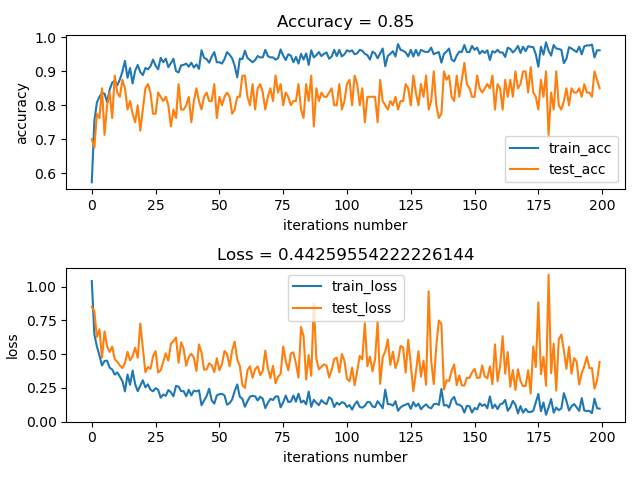 Accuracy = 0.85
1.0
0.9
0.8
0.7
0.6
accuracy
train_acc
test_acc
0 25 50 75 100 125 150 175 200
iterations number
Loss = 0.44259554222226144
1.00
0.75
0.50
0.25
0.00
loss
train_loss
test_loss
0 25 50 75 100 125 150 175 200
iterations number